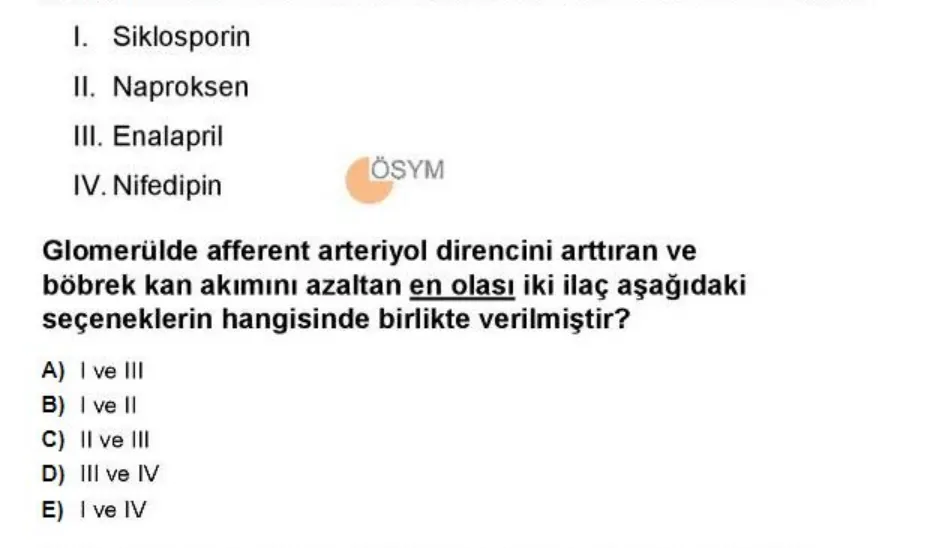 I. Siklosporin
II. Naproksen
III. Enalapril
IV. Nifedipin
ÖSYM
Glomerülde afferent arteriyol direncini arttıran ve
böbrek kan akımını azaltan en olası iki ilaç aşağıdaki
seçeneklerin hangisinde birlikte verilmiştir?
A) I ve III
B) I ve II
C) II ve III
D) III ve IV
E) I ve IV